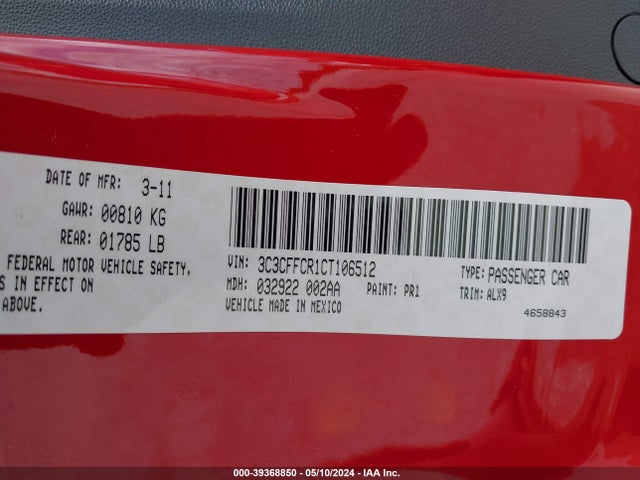 DATE OF MFR: 3-11
GAWR: 00810 KG
REAR: 01785 LB
FEDERAL MOTOR VEHICLE SAFETY,
S IN EFFECT ON
ABOVE.
VIN: 3C3CFFCR1CT106512
TYPE: PASSENGER CAR
MDH: 032922 002AA PAINT: PR1
TRIM: ALX9
VEHICLE MADE IN MEXICO
4658843
000-39368850 - 05/10/2024 - IAA Inc.